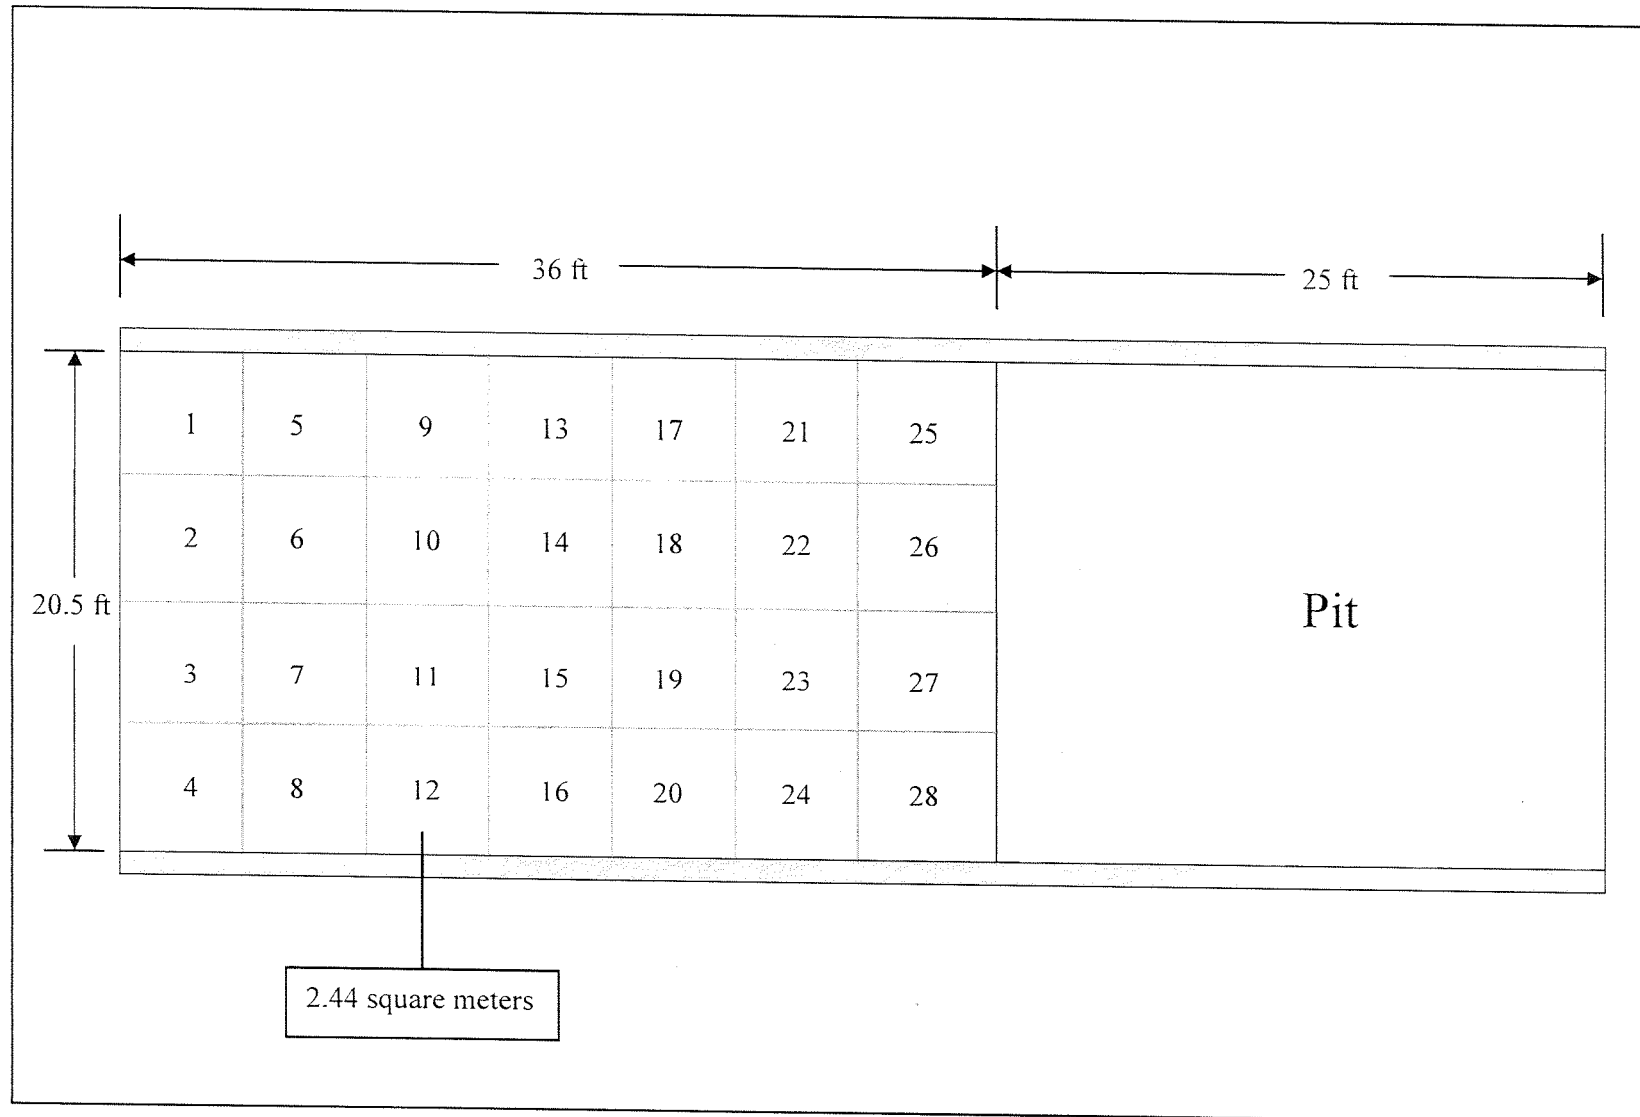 36 ft
25 ft
1 5 9 13 17 21 25
2 6 10 14 18 22 26
20.5 ft
Pit
3 7 11 15 19 23 27
4 8 12 16 20 24 28
2.44 square meters